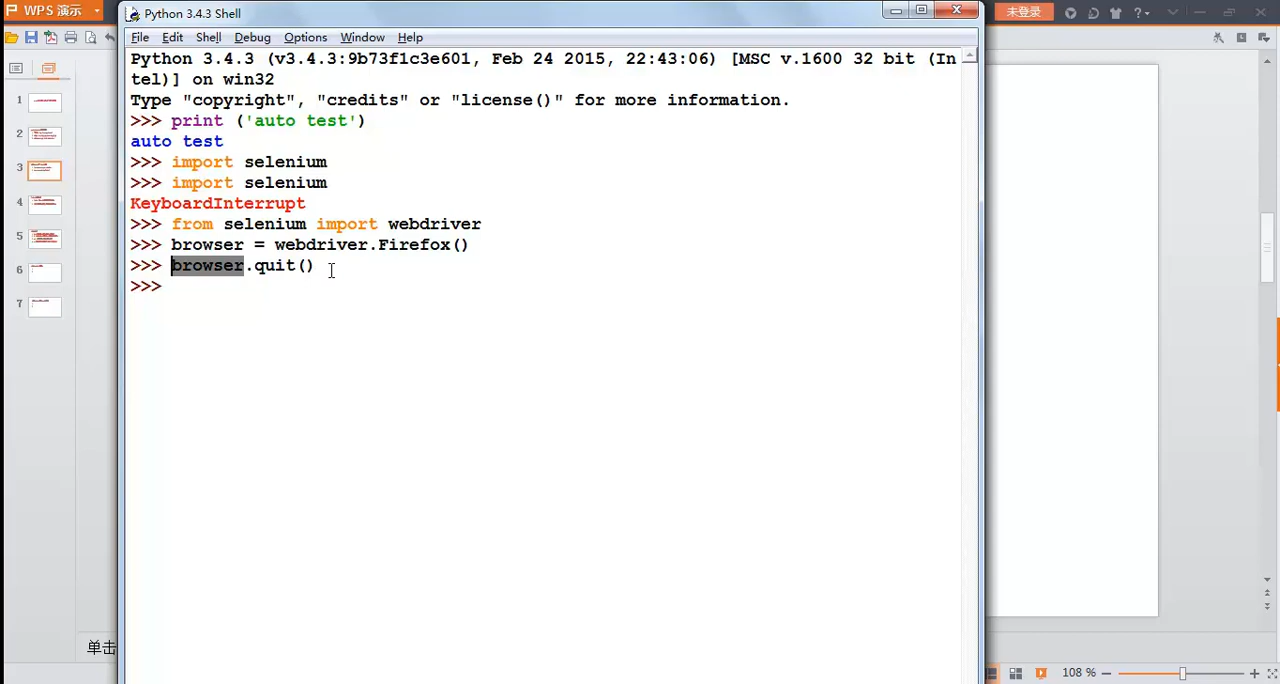 WPS 演示
Python 3.4.3 Shell
未登录
File Edit Shell Debug Options Window Help
Python 3.4.3 (v3.4.3:9b73f1c3e601, Feb 24 2015, 22:43:06) [MSC v.1600 32 bit (In
tel)] on win32
Type "copyright", "credits" or "license()" for more information.
>>> print ('auto test')
auto test
>>> import selenium
>>> import selenium
KeyboardInterrupt
>>> from selenium import webdriver
>>> browser = webdriver.Firefox()
>>> browser.quit()
>>>
1
2
3
4
5
6
7
单击
108 %